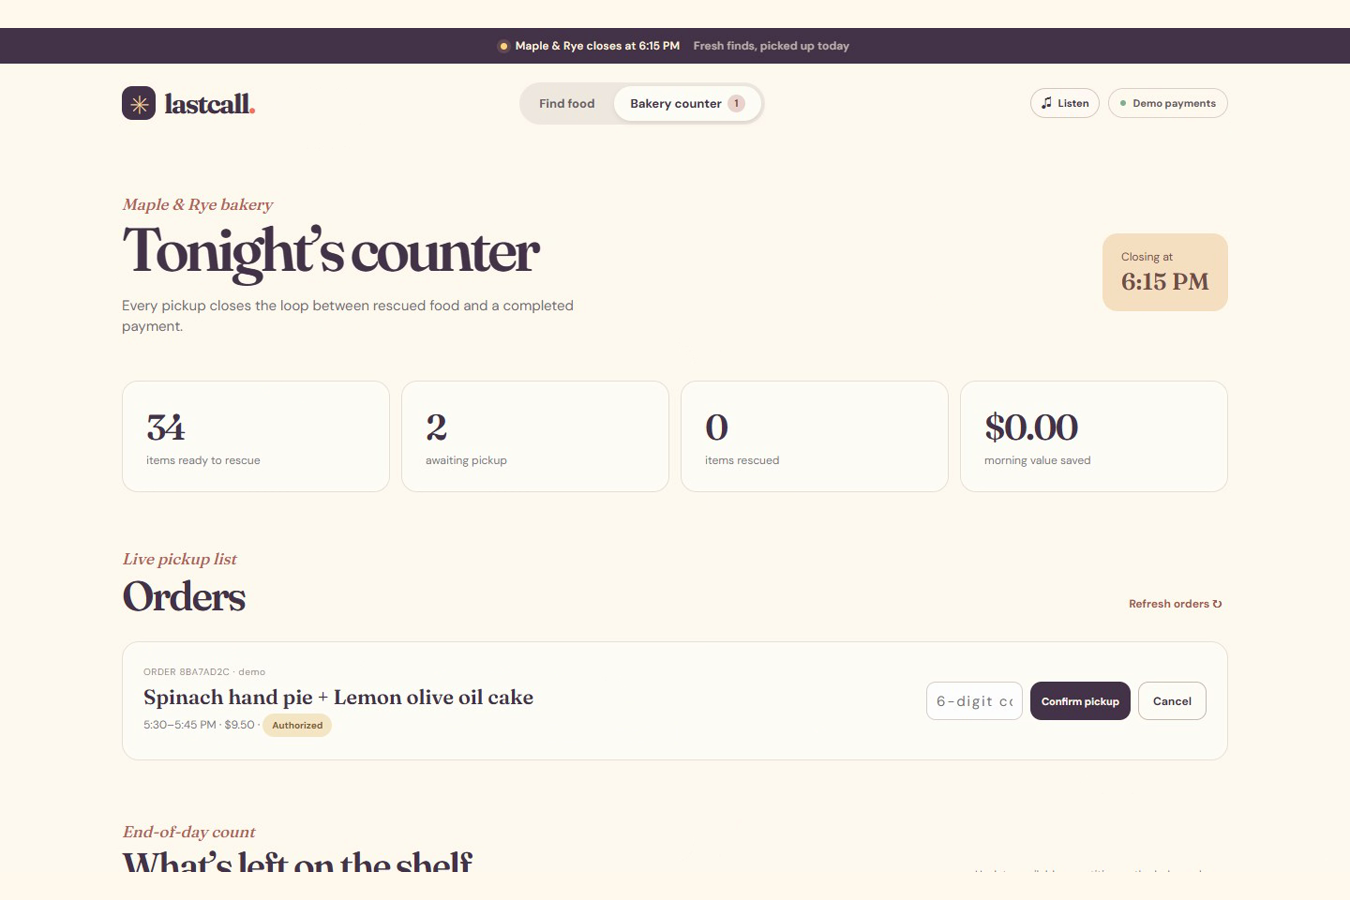 Maple & Rye closes at 6:15 PM Fresh finds, picked up today
lastcall.
Find food
Bakery counter 1
Listen
Demo payments
Maple & Rye bakery
Tonight's counter
Every pickup closes the loop between rescued food and a completed
payment.
Closing at
6:15 PM
34
items ready to rescue
2
awaiting pickup
0
items rescued
$0.00
morning value saved
Live pickup list
Orders
Refresh orders ↻
ORDER 8BA7AD2C · demo
Spinach hand pie + Lemon olive oil cake
5:30–5:45 PM · $9.50 · Authorized
6-digit co
Confirm pickup
Cancel
End-of-day count
What's left on the shelf